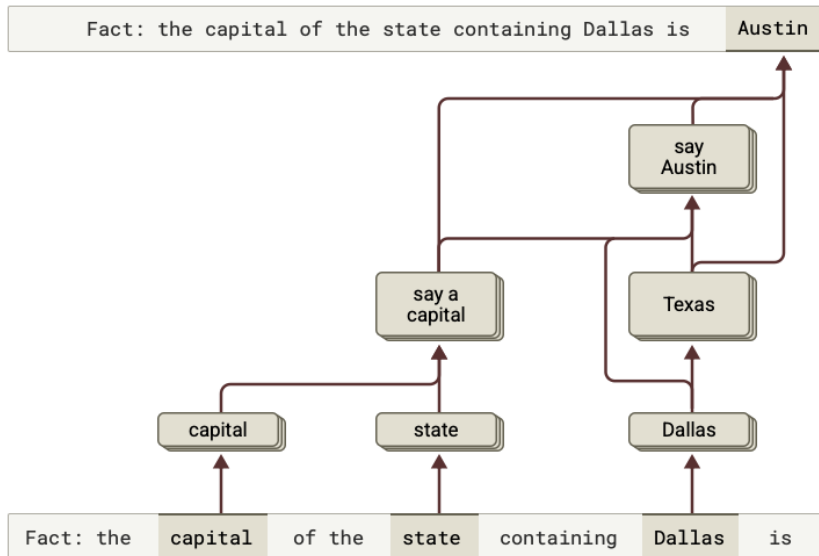 Fact: the capital of the state containing Dallas is Austin
say
Austin
say a
capital
Texas
capital
state
Dallas
Fact: the capital of the state containing Dallas is